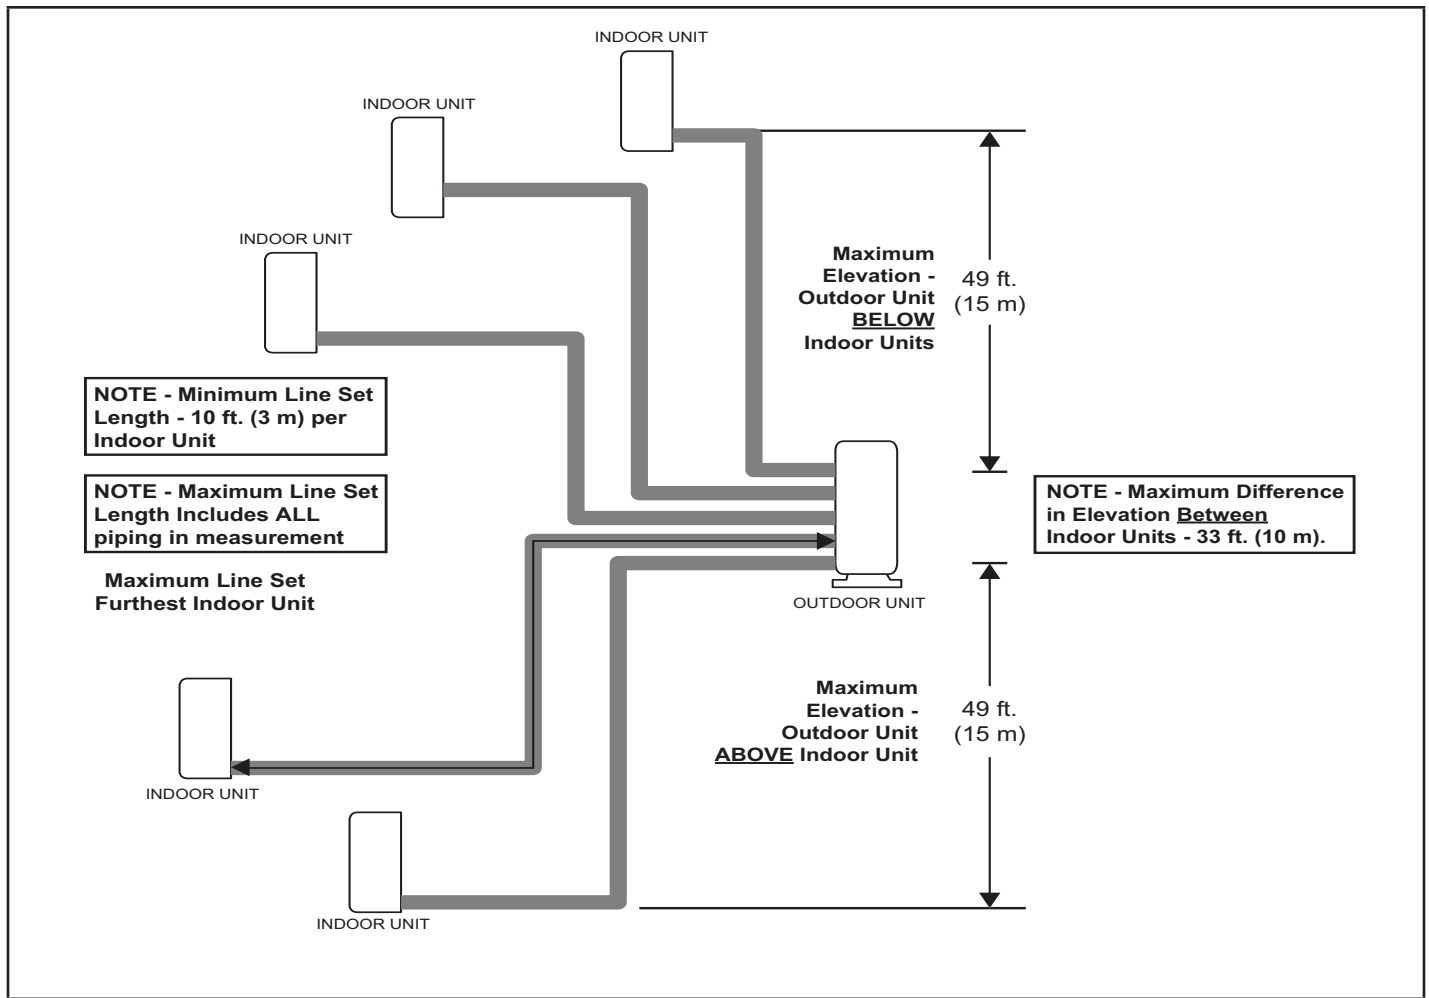 INDOOR UNIT
INDOOR UNIT
INDOOR UNIT
Maximum
Elevation -
Outdoor Unit
BELOW
Indoor Units
49 ft.
(15 m)
NOTE - Minimum Line Set
Length - 10 ft. (3 m) per
Indoor Unit
NOTE - Maximum Line Set
Length Includes ALL
piping in measurement
Maximum Line Set
Furthest Indoor Unit
NOTE - Maximum Difference
in Elevation Between
Indoor Units - 33 ft. (10 m).
OUTDOOR UNIT
Maximum
Elevation -
Outdoor Unit
ABOVE Indoor Unit
49 ft.
(15 m)
INDOOR UNIT
INDOOR UNIT